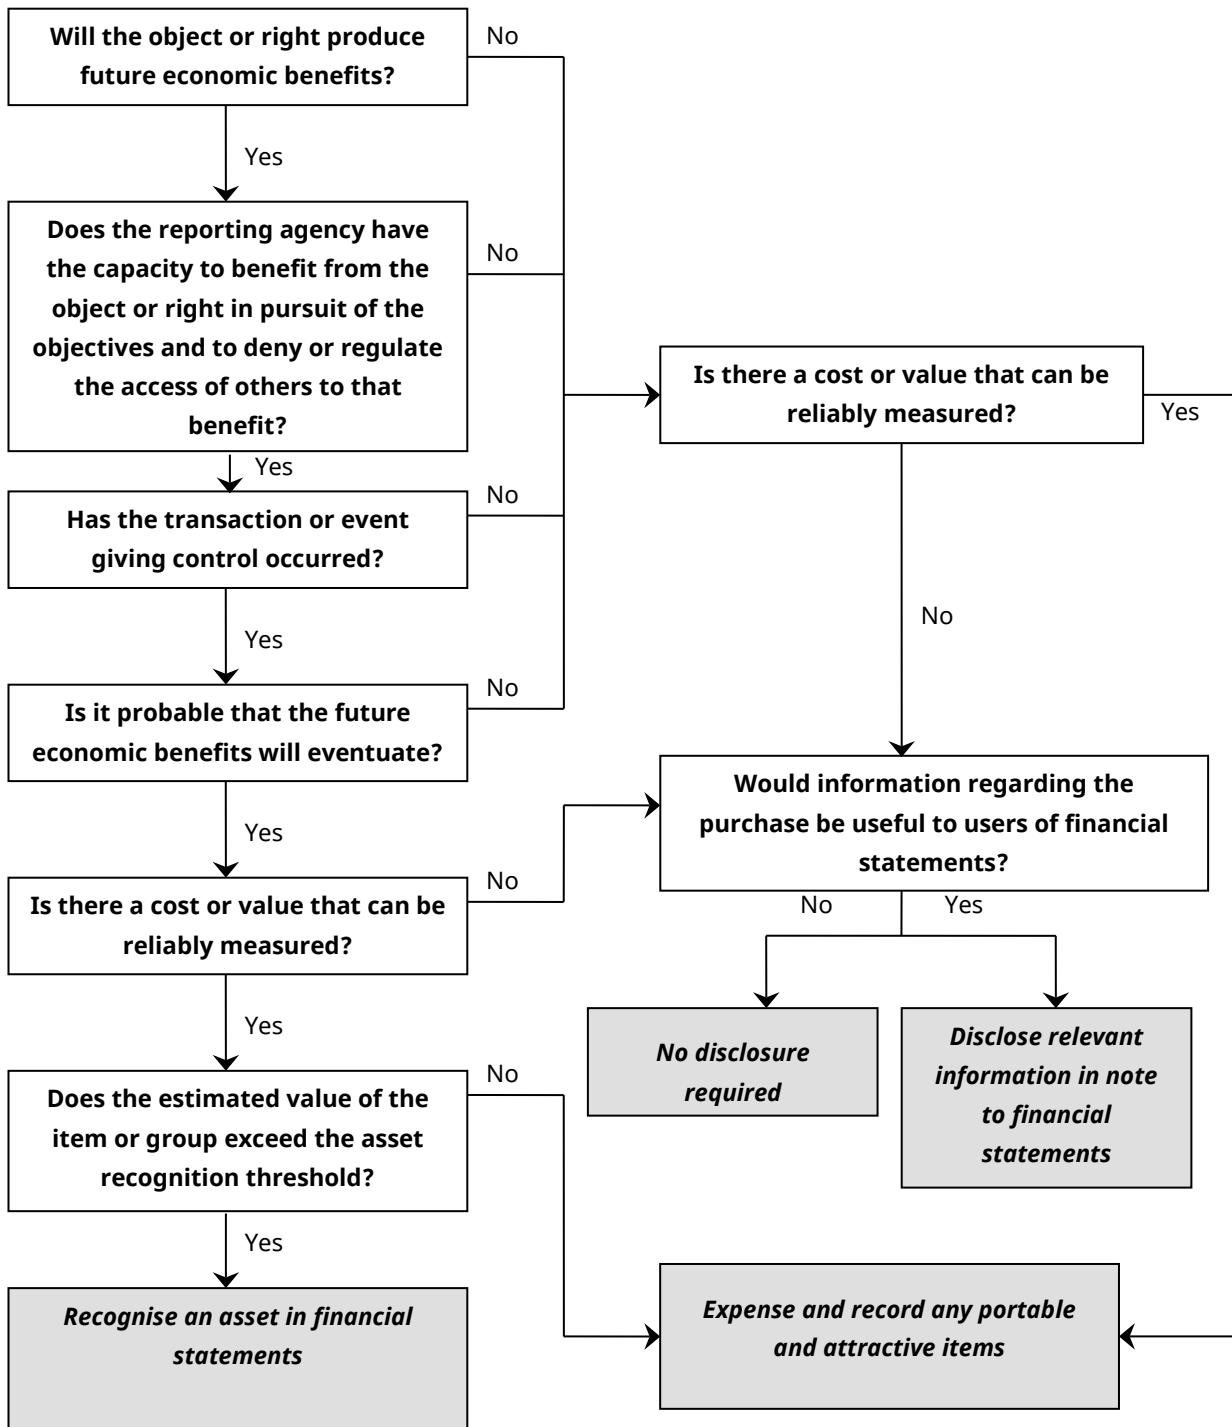 Will the object or right produce
future economic benefits?
No
Yes
Does the reporting agency have
the capacity to benefit from the
object or right in pursuit of the
objectives and to deny or regulate
the access of others to that
benefit?
No
Yes
Has the transaction or event
giving control occurred?
No
Yes
Is it probable that the future
economic benefits will eventuate?
No
Yes
Is there a cost or value that can be
reliably measured?
No
Yes
Does the estimated value of the
item or group exceed the asset
recognition threshold?
No
Yes
Recognise an asset in financial
statements
Is there a cost or value that can be
reliably measured?
Yes
No
Would information regarding the
purchase be useful to users of financial
statements?
No
Yes
No disclosure
required
Disclose relevant
information in note
to financial
statements
Expense and record any portable
and attractive items